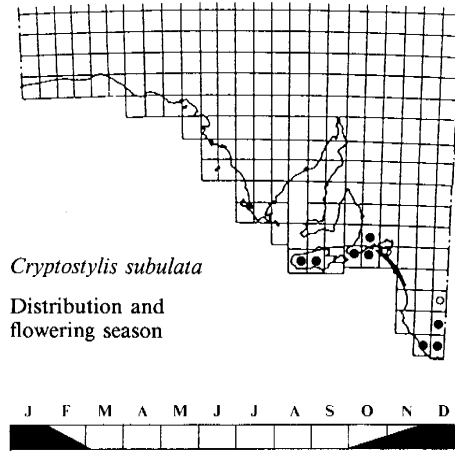 Cryptostylis subulata
Distribution and
flowering season
J F M A M J J A S O N D